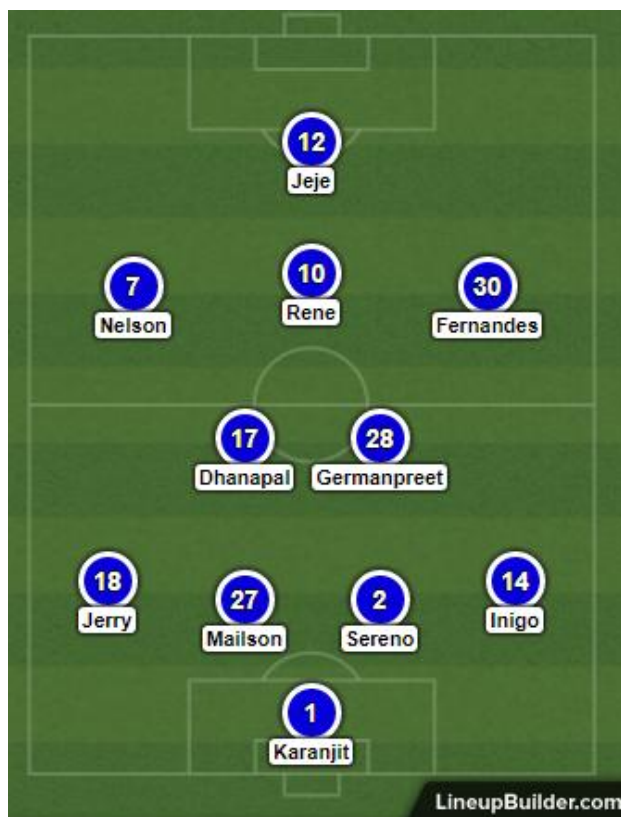 12
Jeje
7
Nelson
10
Rene
30
Fernandes
17
Dhanapal
28
Germanpreet
18
Jerry
27
Mailson
2
Sereno
14
Inigo
1
Karanjit
LineupBuilder.com